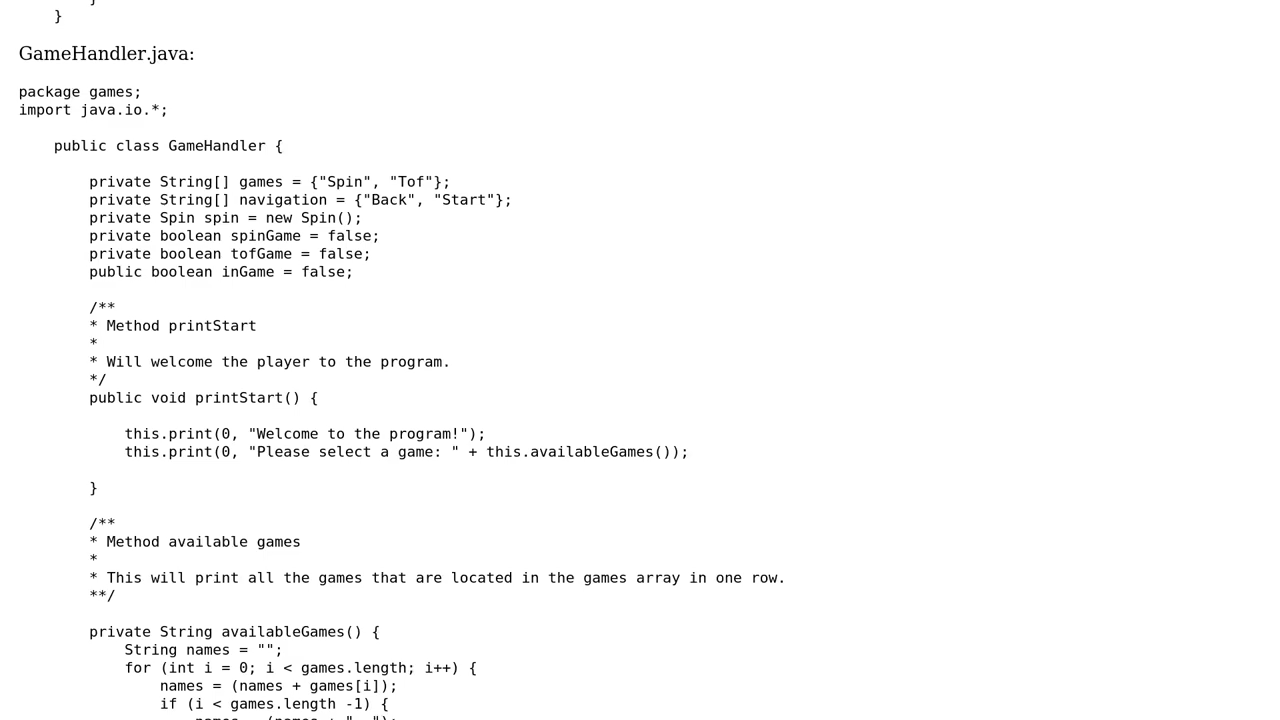 }
}
GameHandler.java:
package games;
import java.io.*;
public class GameHandler {
private String[] games = {"Spin", "Tof"};
private String[] navigation = {"Back", "Start"};
private Spin spin = new Spin();
private boolean spinGame = false;
private boolean tofGame = false;
public boolean inGame = false;
/**
* Method printStart
*
* Will welcome the player to the program.
*/
public void printStart() {
this.print(0, "Welcome to the program!");
this.print(0, "Please select a game: " + this.availableGames());
}
/**
* Method available games
*
* This will print all the games that are located in the games array in one row.
**/
private String availableGames() {
String names = "";
for (int i = 0; i < games.length; i++) {
names = (names + games[i]);
if (i < games.length -1) {
names = (names + ", ");